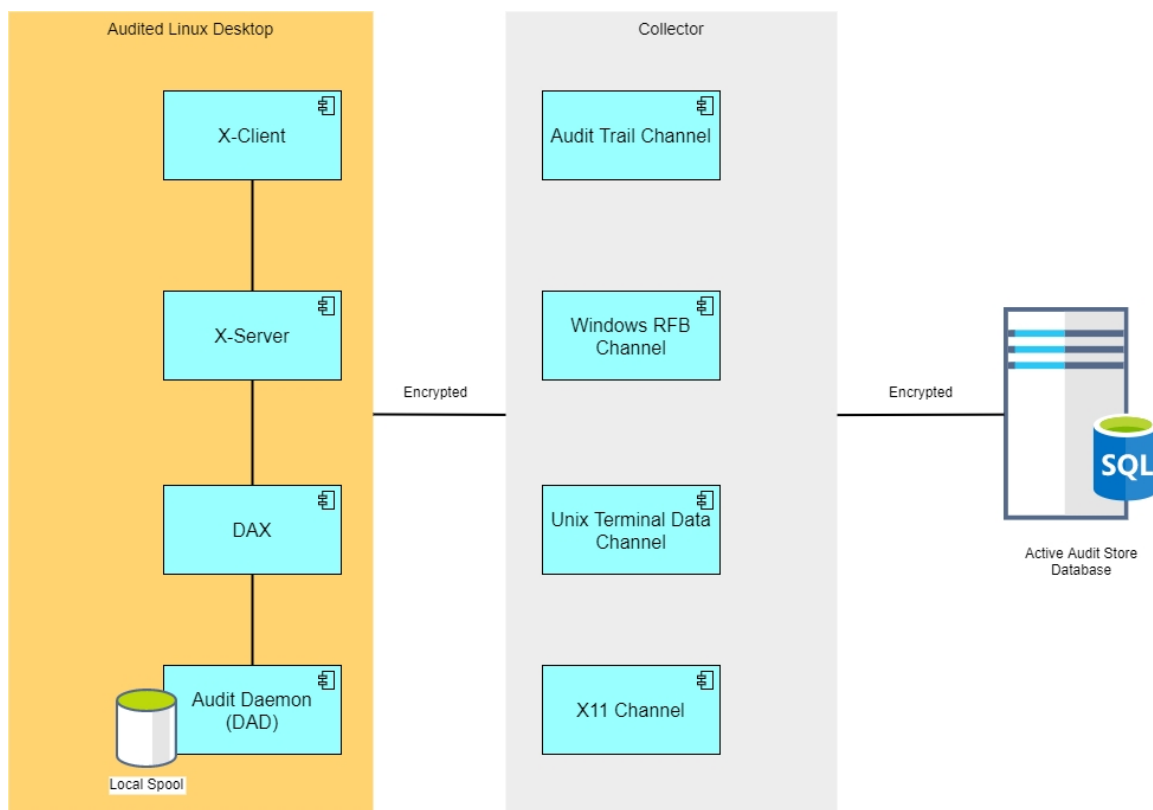 Audited Linux Desktop
Collector
X-Client
Audit Trail Channel
X-Server
Windows RFB
Channel
Encrypted
Encrypted
SQL
DAX
Unix Terminal Data
Channel
Active Audit Store
Database
Audit Daemon
(DAD)
X11 Channel
Local Spool